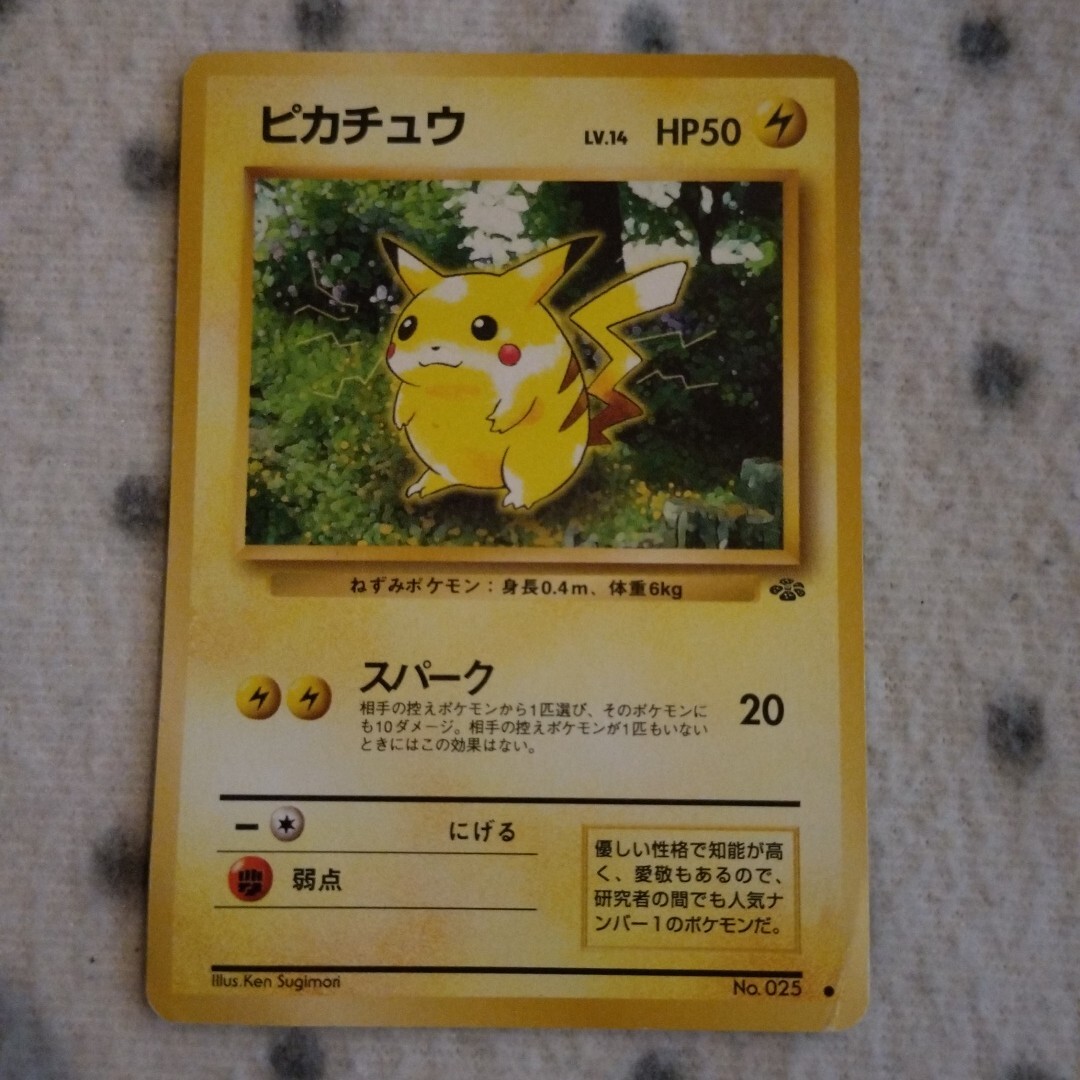 ピカチュウ LV.14 HP50
ねずみポケモン：身長0.4m、体重6kg
スパーク 20
相手の控えポケモンから1匹選び、そのポケモンに
も10ダメージ。相手の控えポケモンが1匹もいない
ときにはこの効果はない。
にげる
弱点
優しい性格で知能が高
く、愛敬もあるので、
研究者の間でも人気ナ
ンバー1のポケモンだ。
Illus.Ken Sugimori
No.025